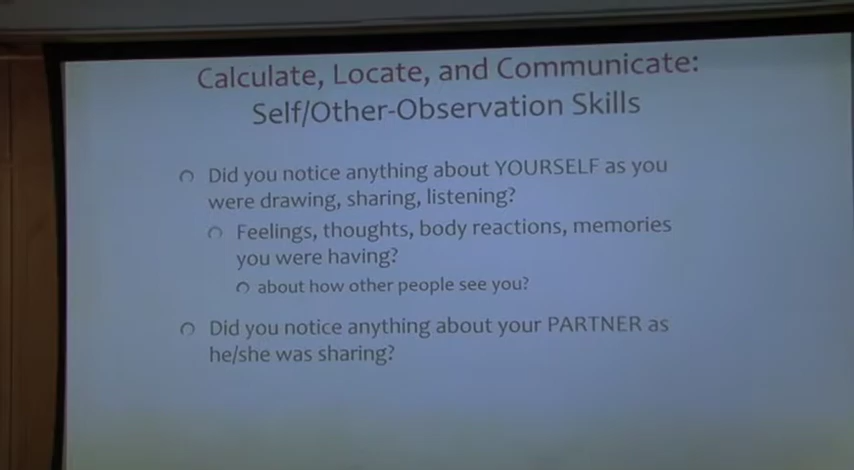 Calculate, Locate, and Communicate:
Self/Other-Observation Skills
Did you notice anything about YOURSELF as you
were drawing, sharing, listening?
Feelings, thoughts, body reactions, memories
you were having?
about how other people see you?
Did you notice anything about your PARTNER as
he/she was sharing?